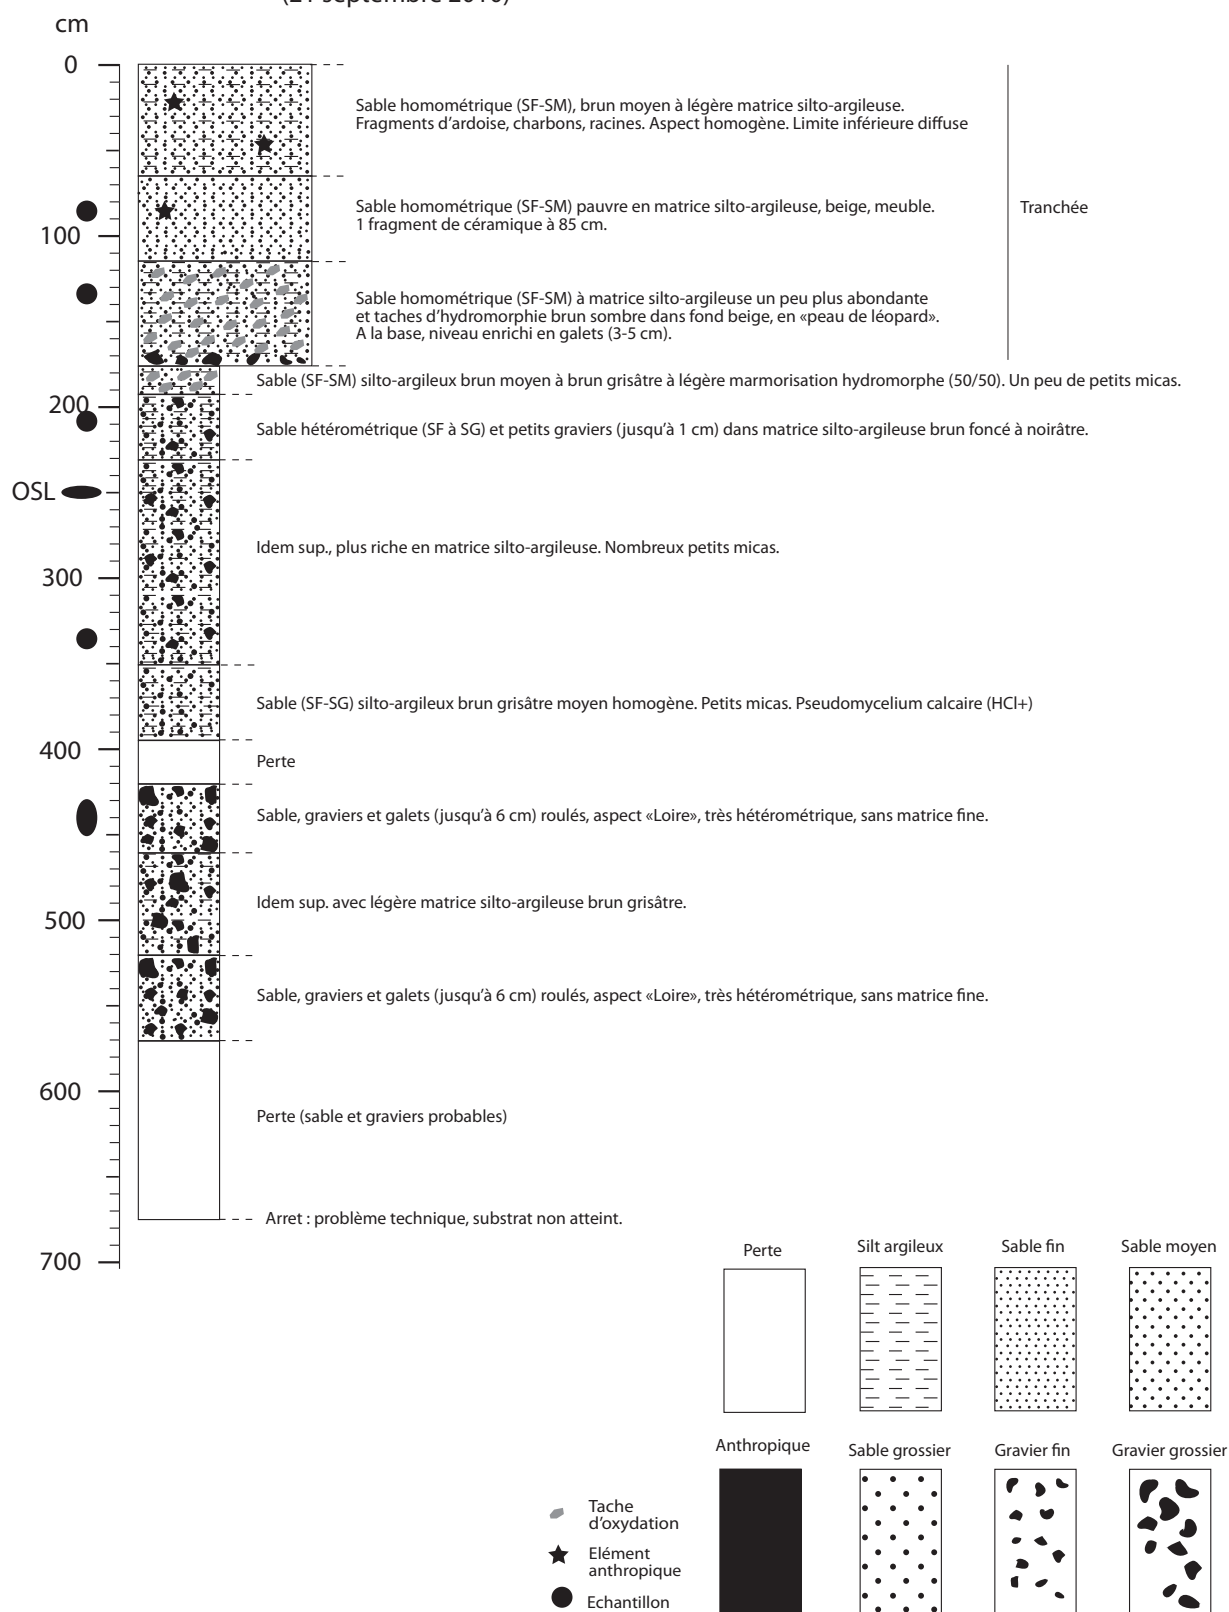 (21 septembre 2010)
cm
0
Sable homométrique (SF-SM), brun moyen à légère matrice silto-argileuse.
Fragments d'ardoise, charbons, racines. Aspect homogène. Limite inférieure diffuse
Sable homométrique (SF-SM) pauvre en matrice silto-argileuse, beige, meuble.
1 fragment de céramique à 85 cm.
Tranchée
100
Sable homométrique (SF-SM) à matrice silto-argileuse un peu plus abondante
et taches d'hydromorphie brun sombre dans fond beige, en «peau de léopard».
A la base, niveau enrichi en galets (3-5 cm).
Sable (SF-SM) silto-argileux brun moyen à brun grisâtre à légère marmorisation hydromorphe (50/50). Un peu de petits micas.
200
Sable hétérométrique (SF à SG) et petits graviers (jusqu'à 1 cm) dans matrice silto-argileuse brun foncé à noirâtre.
OSL
Idem sup., plus riche en matrice silto-argileuse. Nombreux petits micas.
300
Sable (SF-SG) silto-argileux brun grisâtre moyen homogène. Petits micas. Pseudomycelium calcaire (HCl+)
400
Perte
Sable, graviers et galets (jusqu'à 6 cm) roulés, aspect «Loire», très hétérométrique, sans matrice fine.
Idem sup. avec légère matrice silto-argileuse brun grisâtre.
500
Sable, graviers et galets (jusqu'à 6 cm) roulés, aspect «Loire», très hétérométrique, sans matrice fine.
600
Perte (sable et graviers probables)
Arret : problème technique, substrat non atteint.
700
Perte
Silt argileux
Sable fin
Sable moyen
Anthropique
Sable grossier
Gravier fin
Gravier grossier
Tache
d'oxydation
Elément
anthropique
Echantillon